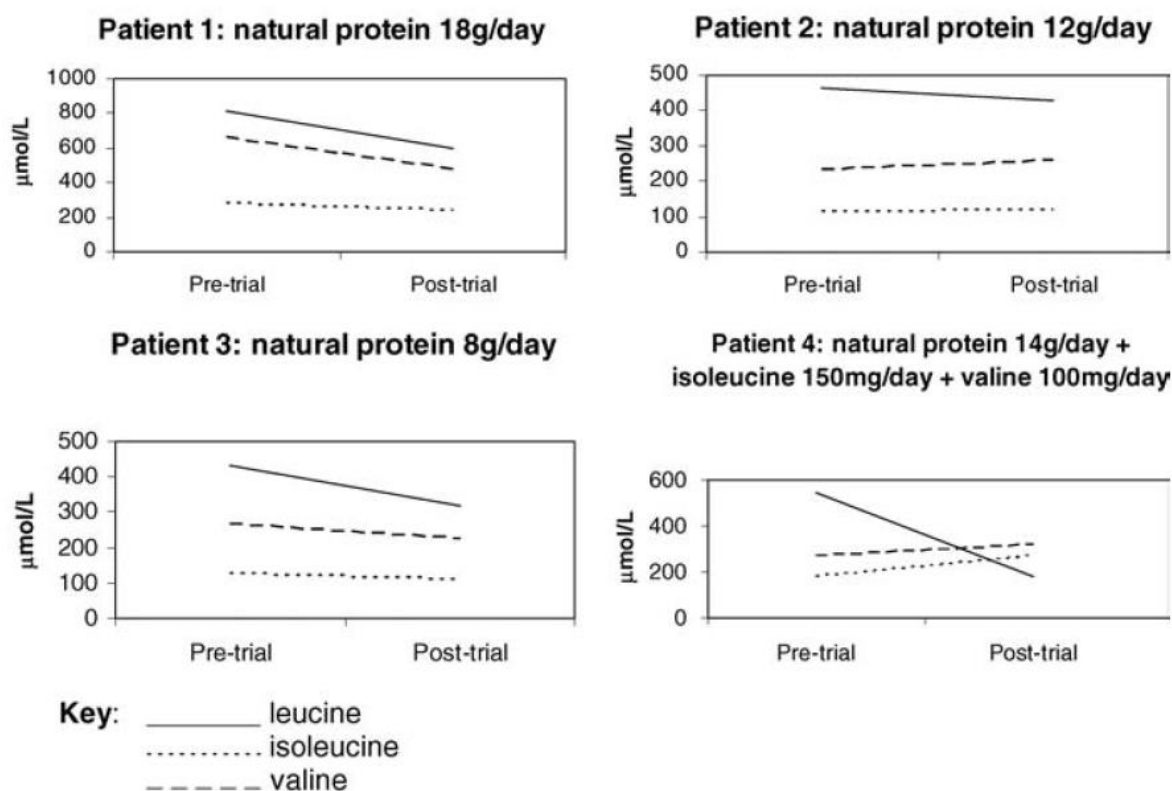 Patient 1: natural protein 18g/day
1000
800
600
400
200
0
µmol/L
Pre-trial
Post-trial
Patient 2: natural protein 12g/day
500
400
300
200
100
0
µmol/L
Pre-trial
Post-trial
Patient 3: natural protein 8g/day
500
400
300
200
100
0
µmol/L
Pre-trial
Post-trial
Patient 4: natural protein 14g/day +
isoleucine 150mg/day + valine 100mg/day
600
400
200
0
µmol/L
Pre-trial
Post-trial
Key:
leucine
isoleucine
valine